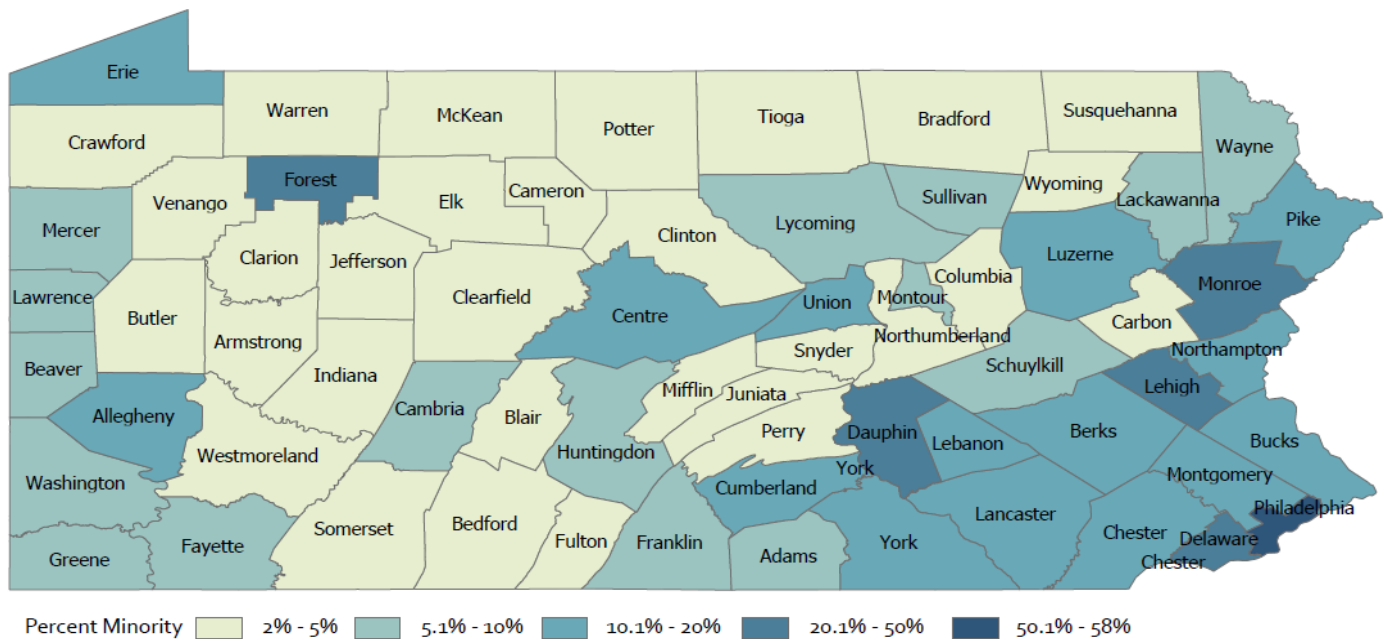 Erie
Warren
McKean
Potter
Tioga
Bradford
Susquehanna
Crawford
Wayne
Forest
Venango
Elk
Cameron
Wyoming
Sullivan
Lackawanna
Mercer
Lycoming
Pike
Clinton
Clarion
Jefferson
Luzerne
Columbia
Monroe
Lawrence
Clearfield
Union
Montour
Butler
Centre
Carbon
Armstrong
Northumberland
Snyder
Northampton
Beaver
Indiana
Schuylkill
Lehigh
Mifflin
Juniata
Allegheny
Cambria
Blair
Perry
Dauphin
Berks
Lebanon
Bucks
Huntingdon
Westmoreland
York
Washington
Cumberland
Montgomery
Philadelphia
Lancaster
Somerset
Bedford
Chester
Delaware
Fayette
Fulton
Franklin
York
Greene
Adams
Chester
Percent Minority 2% - 5% 5.1% - 10% 10.1% - 20% 20.1% - 50% 50.1% - 58%